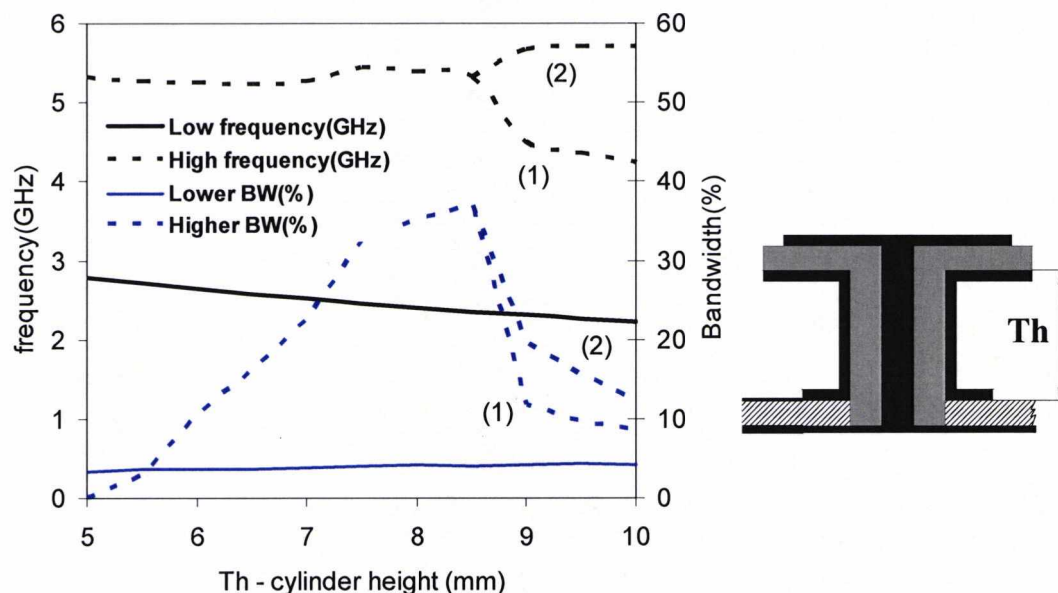 6
5
4
3
2
1
0
frequency(GHz)
Low frequency(GHz)
High frequency(GHz)
Lower BW(%)
Higher BW(%)
(2)
(1)
(2)
(1)
60
50
40
30
20
10
0
Bandwidth(%)
5 6 7 8 9 10
Th - cylinder height (mm)
Th